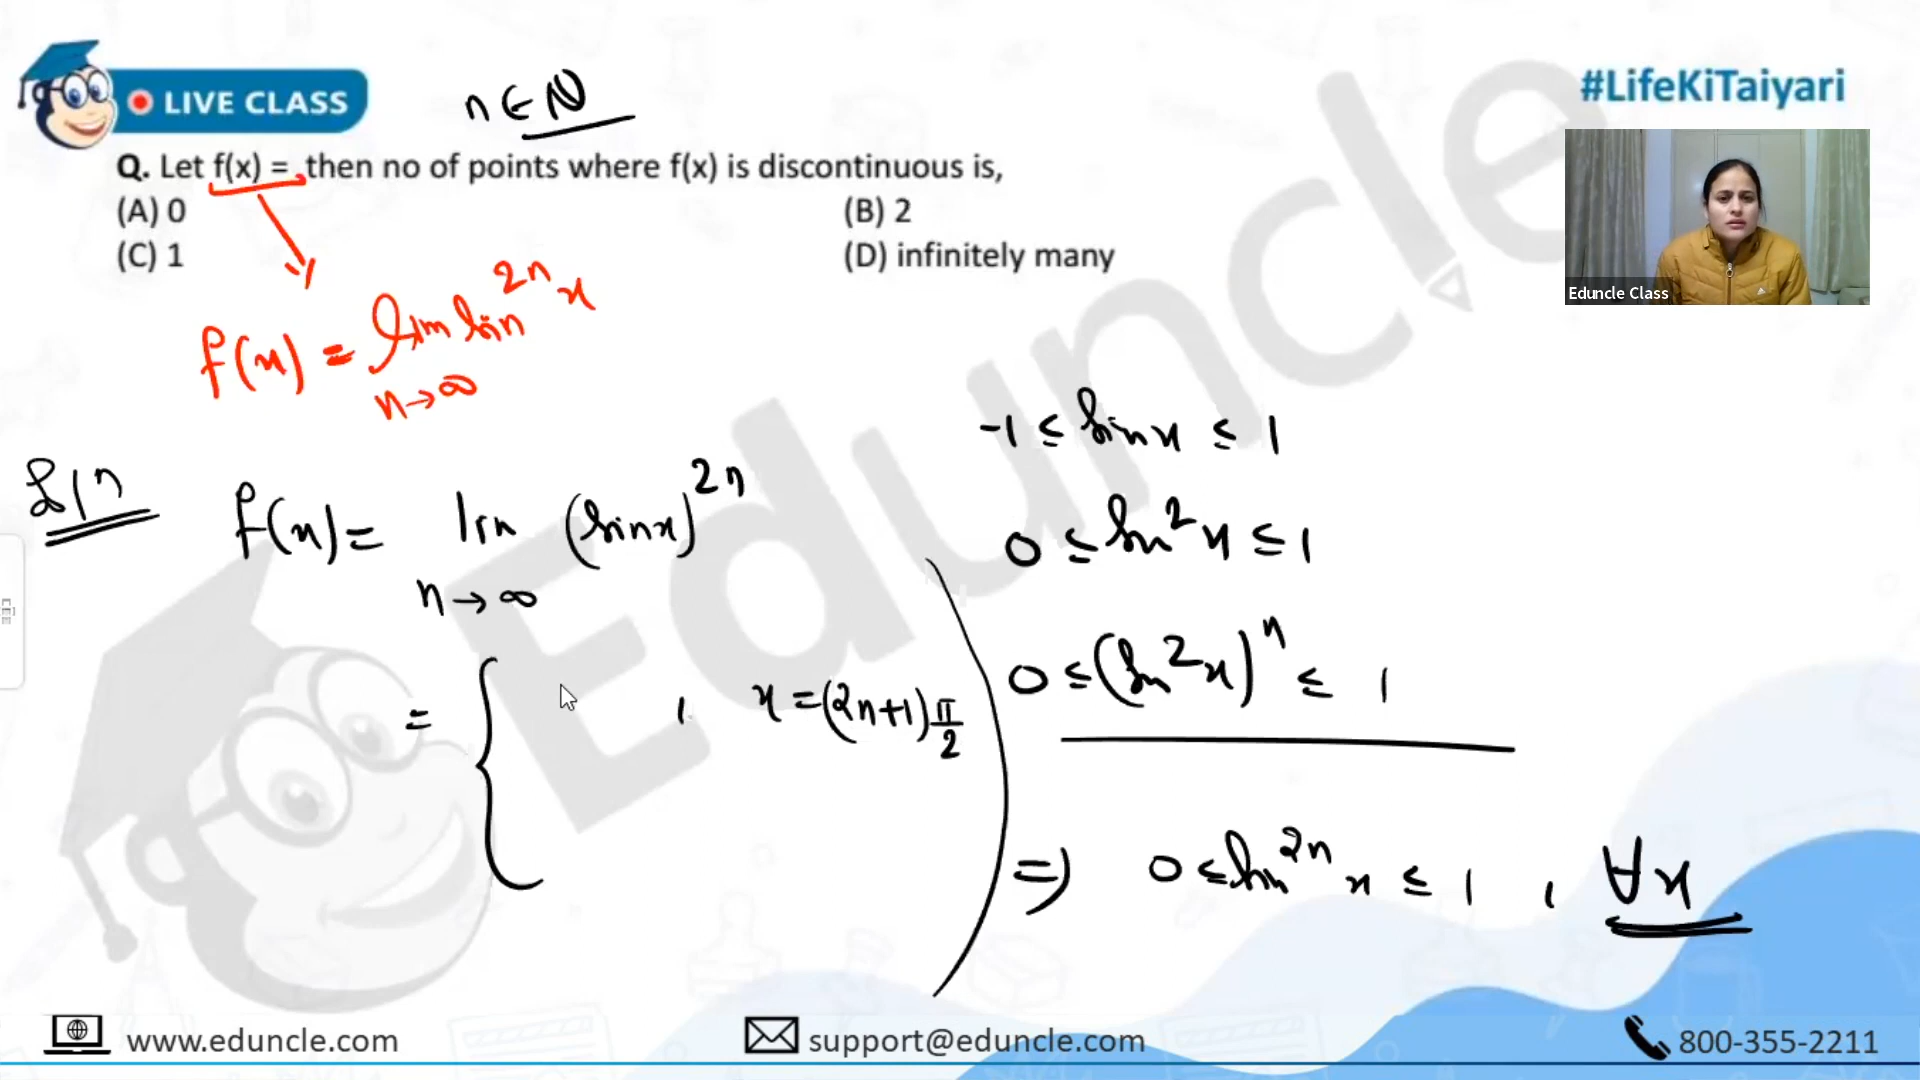 LIVE CLASS
n ∈ ℕ
#LifeKiTaiyari
Q. Let f(x) = , then no of points where f(x) is discontinuous is,
(A) 0
(B) 2
(C) 1
(D) infinitely many
Eduncle Class
f(x) = lim sin^2n x
n→∞
-1 ≤ sin x ≤ 1
Sol^n
f(x) = lim (sin x)^2n
n → ∞
0 ≤ sin^2 x ≤ 1
0 ≤ (sin^2 x)^n ≤ 1
= { , x = (2n+1) π/2
⇒ 0 ≤ sin^2n x ≤ 1 , ∀x
Eduncle
www.eduncle.com
support@eduncle.com
800-355-2211